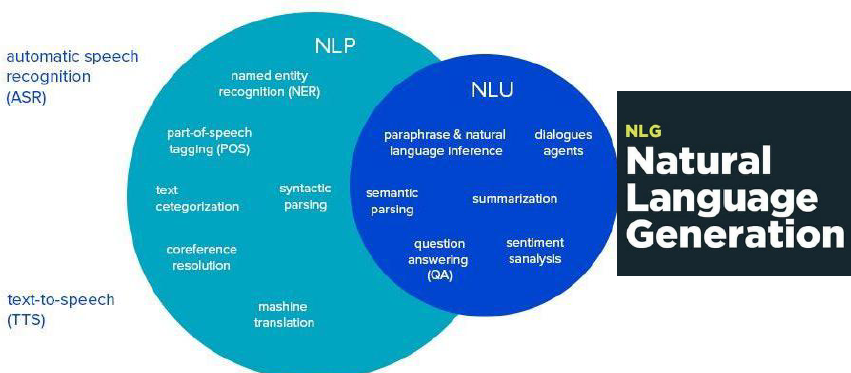 automatic speech
recognition
(ASR)
text-to-speech
(TTS)
NLP
named entity
recognition (NER)
part-of-speech
tagging (POS)
text
cetegorization
syntactic
parsing
coreference
resolution
mashine
translation
NLU
paraphrase & natural
language inference
dialogues
agents
semantic
parsing
summarization
question
answering
(QA)
sentiment
sanalysis
NLG
Natural
Language
Generation